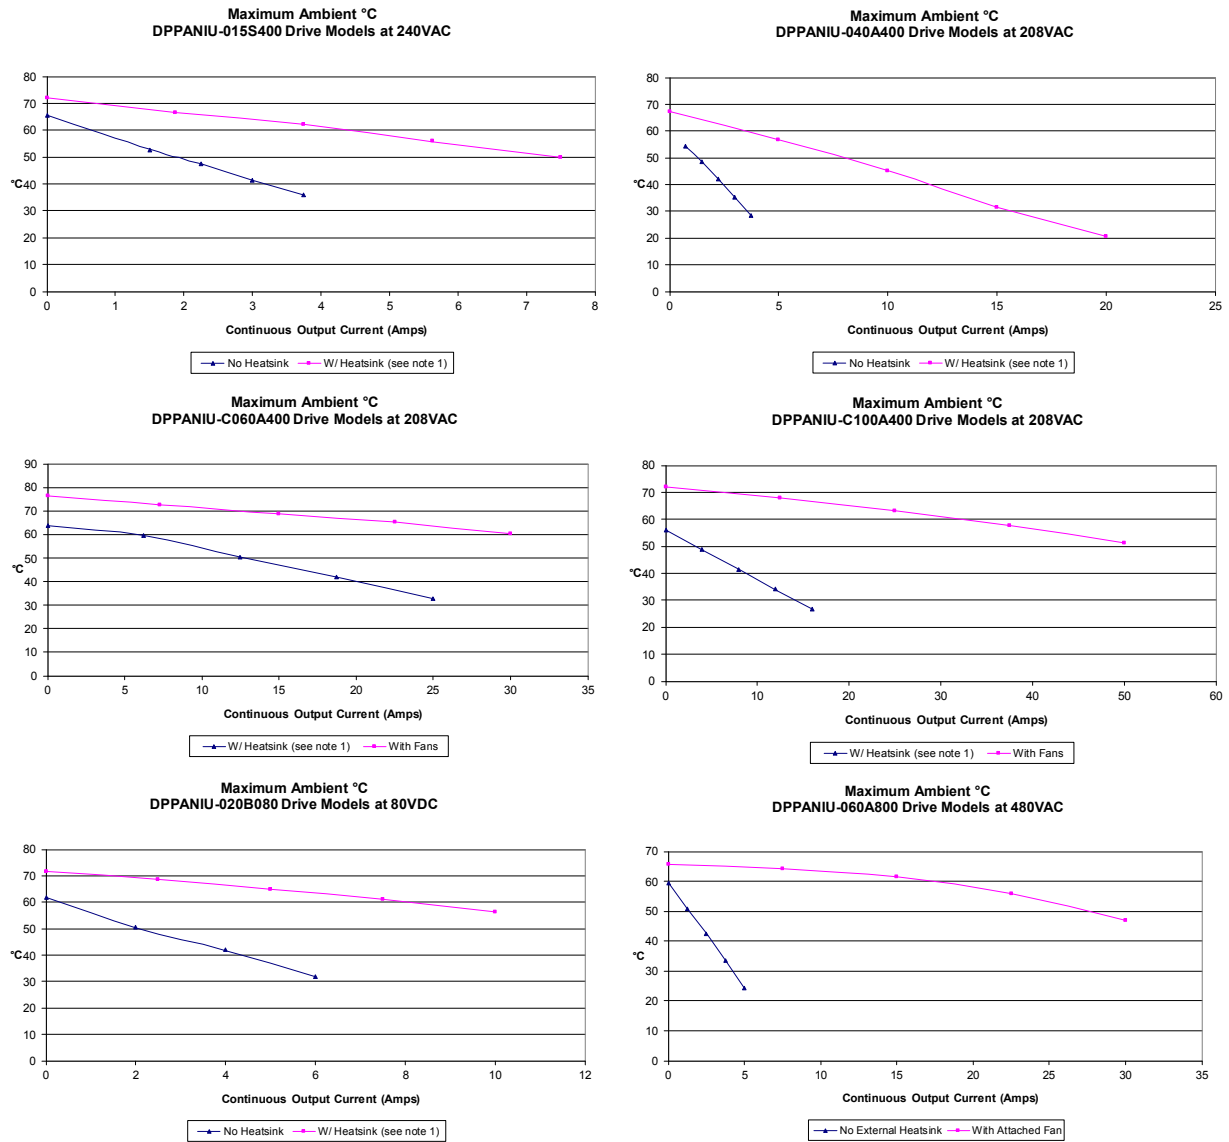 Maximum Ambient °C
DPPANIU-015S400 Drive Models at 240VAC
80
70
60
50
°C
40
30
20
10
0
0 1 2 3 4 5 6 7 8
Continuous Output Current (Amps)
No Heatsink W/ Heatsink (see note 1)
Maximum Ambient °C
DPPANIU-040A400 Drive Models at 208VAC
80
70
60
50
°C
40
30
20
10
0
0 5 10 15 20 25
Continuous Output Current (Amps)
No Heatsink W/ Heatsink (see note 1)
Maximum Ambient °C
DPPANIU-C060A400 Drive Models at 208VAC
90
80
70
60
50
°C
40
30
20
10
0
0 5 10 15 20 25 30 35
Continuous Output Current (Amps)
W/ Heatsink (see note 1) With Fans
Maximum Ambient °C
DPPANIU-C100A400 Drive Models at 208VAC
80
70
60
50
°C
40
30
20
10
0
0 10 20 30 40 50 60
Continuous Output Current (Amps)
W/ Heatsink (see note 1) With Fans
Maximum Ambient °C
DPPANIU-020B080 Drive Models at 80VDC
80
70
60
50
°C
40
30
20
10
0
0 2 4 6 8 10 12
Continuous Output Current (Amps)
No Heatsink W/ Heatsink (see note 1)
Maximum Ambient °C
DPPANIU-060A800 Drive Models at 480VAC
70
60
50
40
°C
30
20
10
0
0 5 10 15 20 25 30 35
Continuous Output Current (Amps)
No External Heatsink With Attached Fan